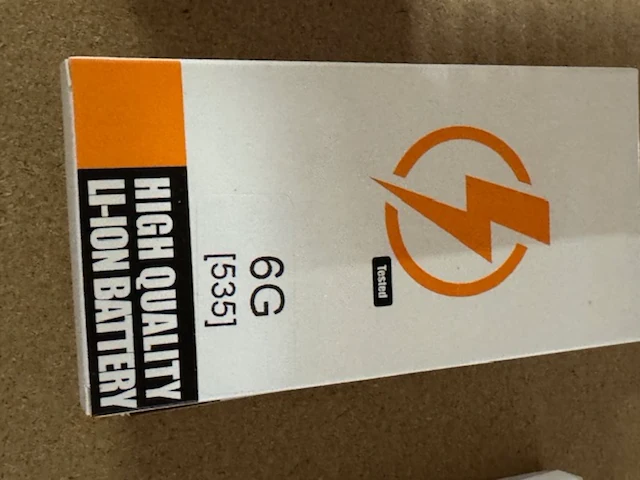 Tested
6G
[535]
HIGH QUALITY
LI-ION BATTERY